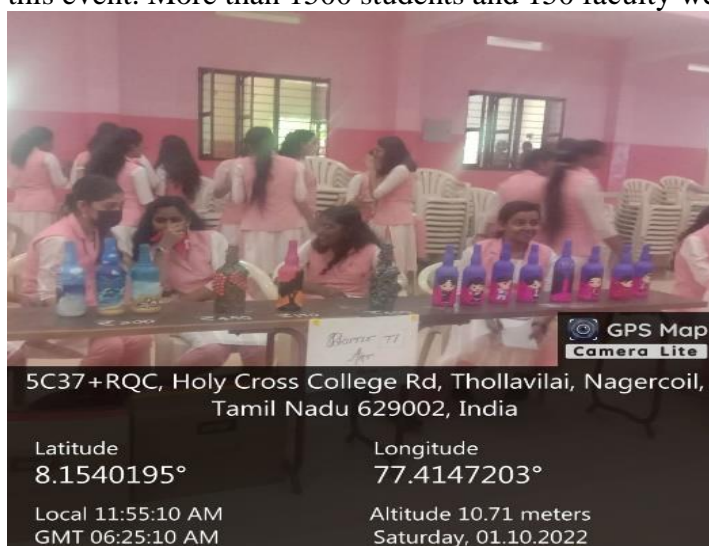 this event. More than 1500 students and 150 faculty we
GPS Map
Camera Lite
5C37+RQC, Holy Cross College Rd, Thollavilai, Nagercoil,
Tamil Nadu 629002, India
Latitude
8.1540195°
Longitude
77.4147203°
Local 11:55:10 AM
GMT 06:25:10 AM
Altitude 10.71 meters
Saturday, 01.10.2022